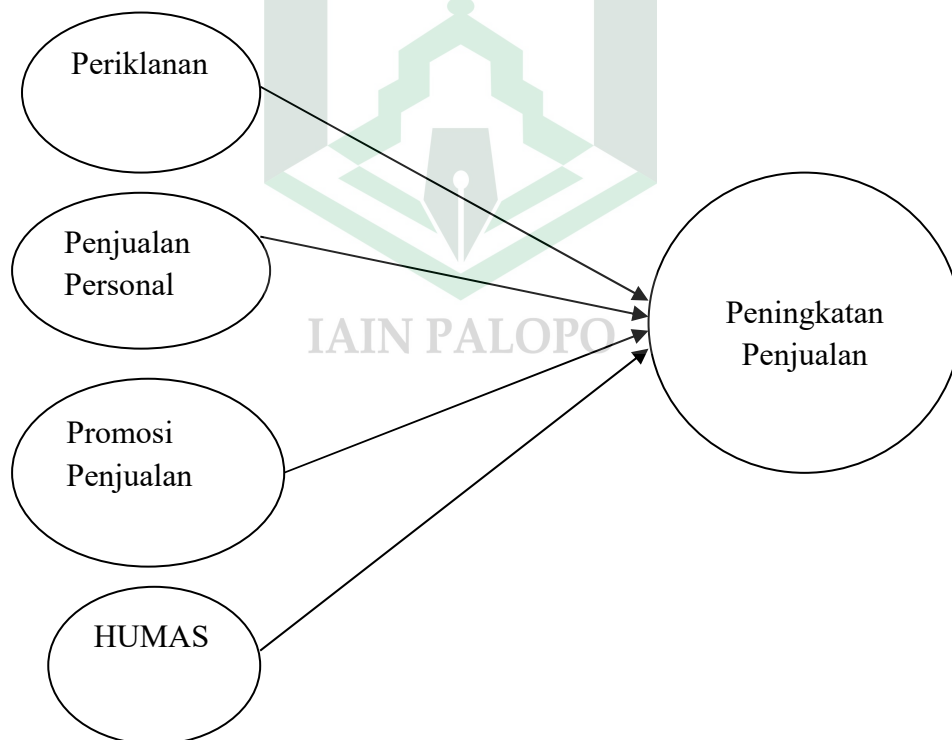 Periklanan
Penjualan
Personal
Promosi
Penjualan
HUMAS
Peningkatan
Penjualan
IAIN PALOPO